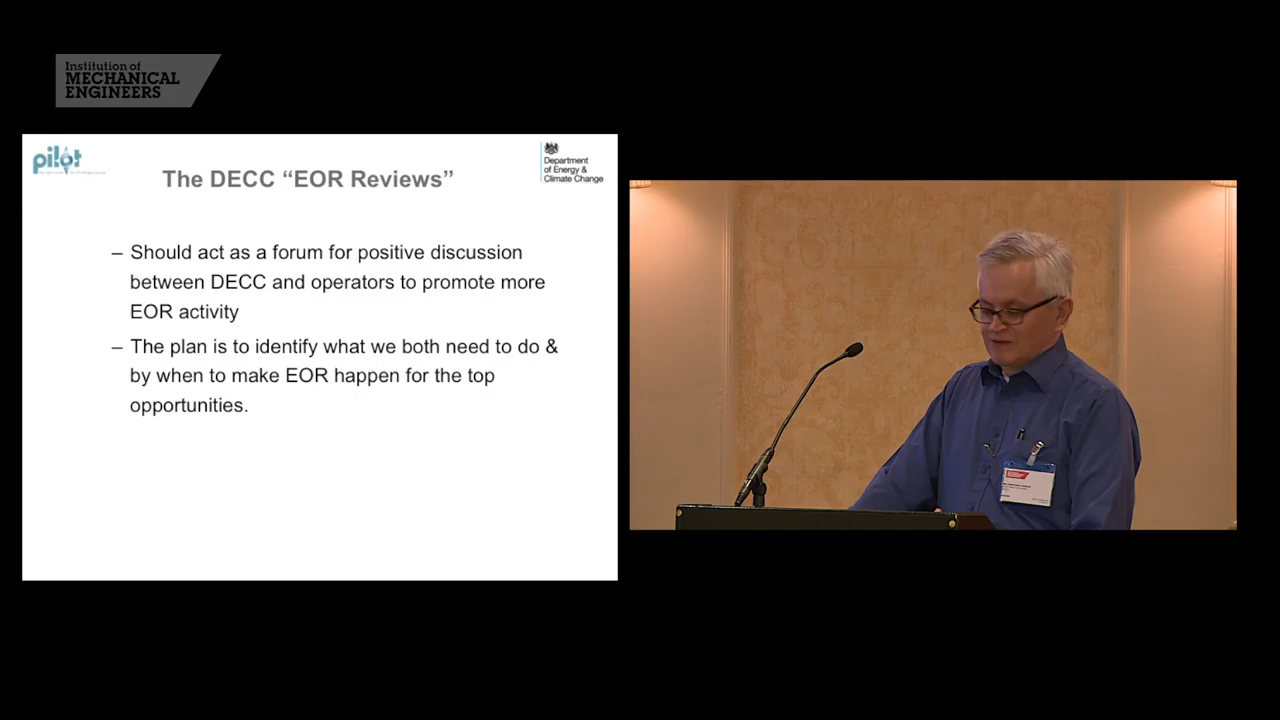 Institution of
MECHANICAL
ENGINEERS
pilot
Department
of Energy &
Climate Change
The DECC “EOR Reviews”
– Should act as a forum for positive discussion
between DECC and operators to promote more
EOR activity
– The plan is to identify what we both need to do &
by when to make EOR happen for the top
opportunities.